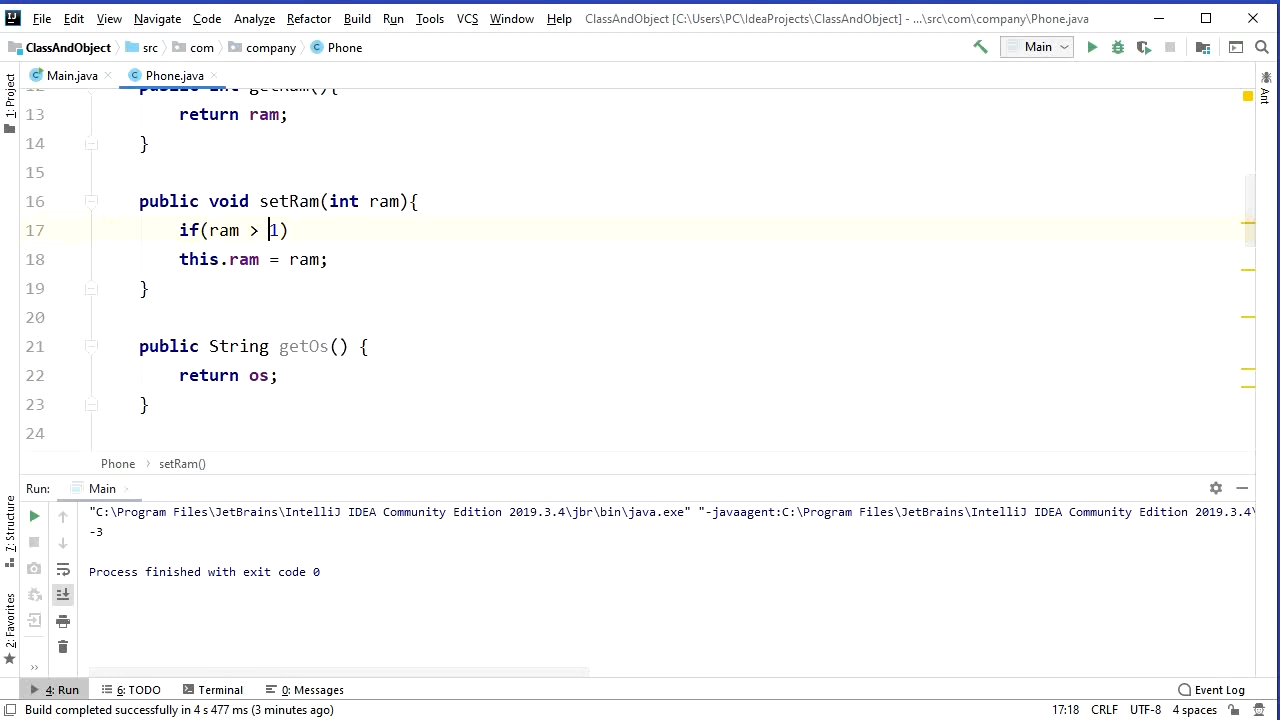 File Edit View Navigate Code Analyze Refactor Build Run Tools VCS Window Help ClassAndObject [C:\Users\PC\IdeaProjects\ClassAndObject] - ...\src\com\company\Phone.java
ClassAndObject src com company Phone Main
Main.java Phone.java
1: Project
Ant
12 public int getRam(){
13 return ram;
14 }
15
16 public void setRam(int ram){
17 if(ram > 1)
18 this.ram = ram;
19 }
20
21 public String getOs() {
22 return os;
23 }
24
Phone setRam()
Run: Main
7: Structure
2: Favorites
"C:\Program Files\JetBrains\IntelliJ IDEA Community Edition 2019.3.4\jbr\bin\java.exe" "-javaagent:C:\Program Files\JetBrains\IntelliJ IDEA Community Edition 2019.3.4\
-3
Process finished with exit code 0
4: Run 6: TODO Terminal 0: Messages Event Log
Build completed successfully in 4 s 477 ms (3 minutes ago) 17:18 CRLF UTF-8 4 spaces